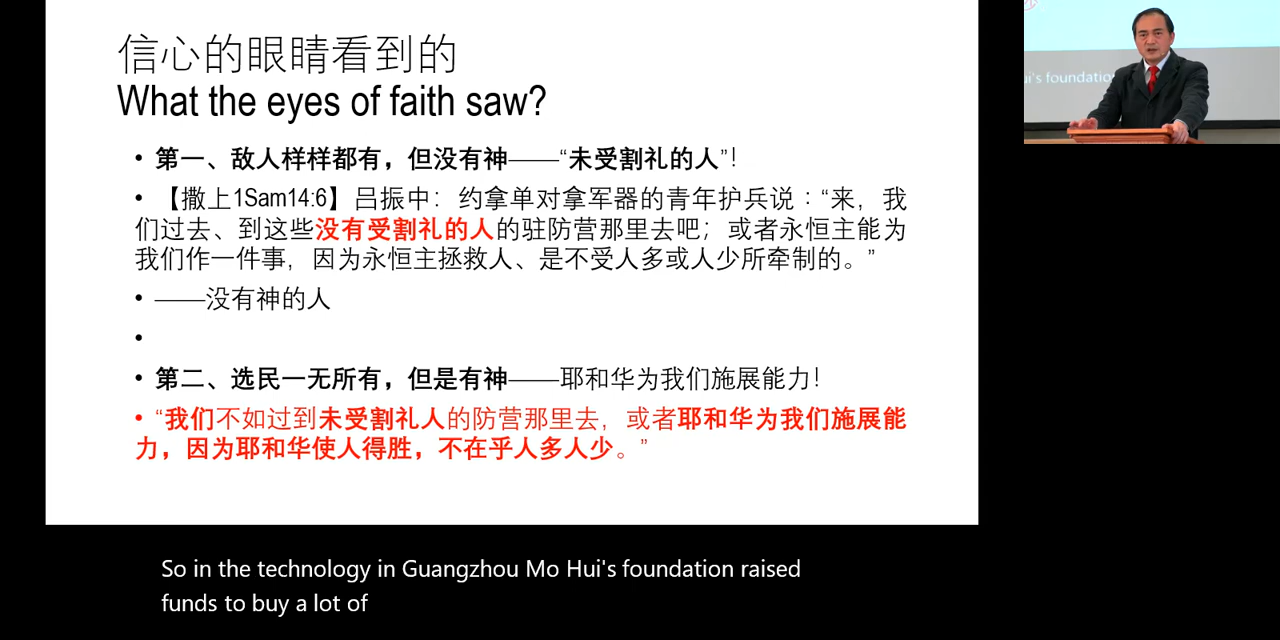 信心的眼睛看到的
What the eyes of faith saw?
• 第一、敌人样样都有，但没有神——“未受割礼的人”！
• 【撒上1Sam14:6】吕振中：约拿单对拿军器的青年护兵说：“来，我
们过去、到这些没有受割礼的人的驻防营那里去吧；或者永恒主能为
我们作一件事，因为永恒主拯救人、是不受人多或人少所牵制的。”
• ——没有神的人
•
• 第二、选民一无所有，但是有神——耶和华为我们施展能力！
• “我们不如过到未受割礼人的防营那里去，或者耶和华为我们施展能
力，因为耶和华使人得胜，不在乎人多人少。”
ui's foundation
So in the technology in Guangzhou Mo Hui's foundation raised
funds to buy a lot of